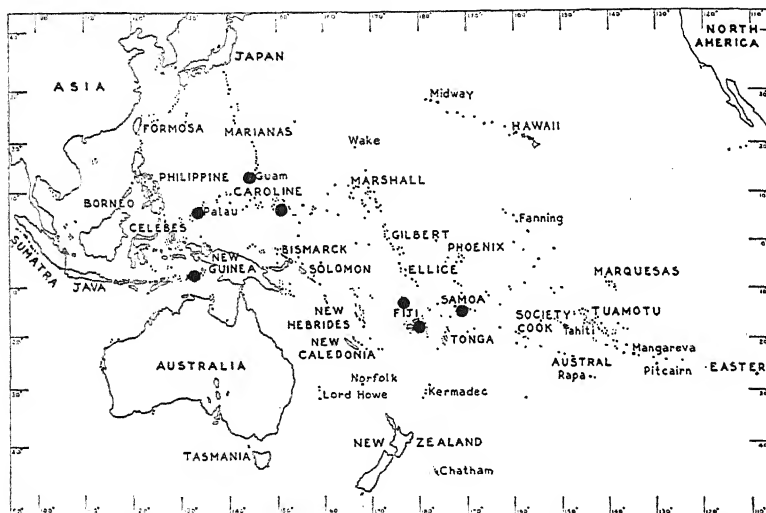 NORTH-
AMERICA
JAPAN
ASIA
Midway
FORMOSA
MARIANAS
HAWAII
Wake
PHILIPPINE
Guam
MARSHALL
CAROLINE
BORNEO
Palau
Fanning
CELEBES
GILBERT
SUMATRA
BISMARCK
PHOENIX
NEW
GUINEA
SOLOMON
ELLICE
MARQUESAS
JAVA
SAMOA
NEW
HEBRIDES
FIJI
SOCIETY
TUAMOTU
COOK
Tahiti
NEW
CALEDONIA
TONGA
Mangareva
AUSTRALIA
AUSTRAL
Pitcairn
EASTER
Rapa
Norfolk
Lord Howe
Kermadec
NEW ZEALAND
TASMANIA
Chatham